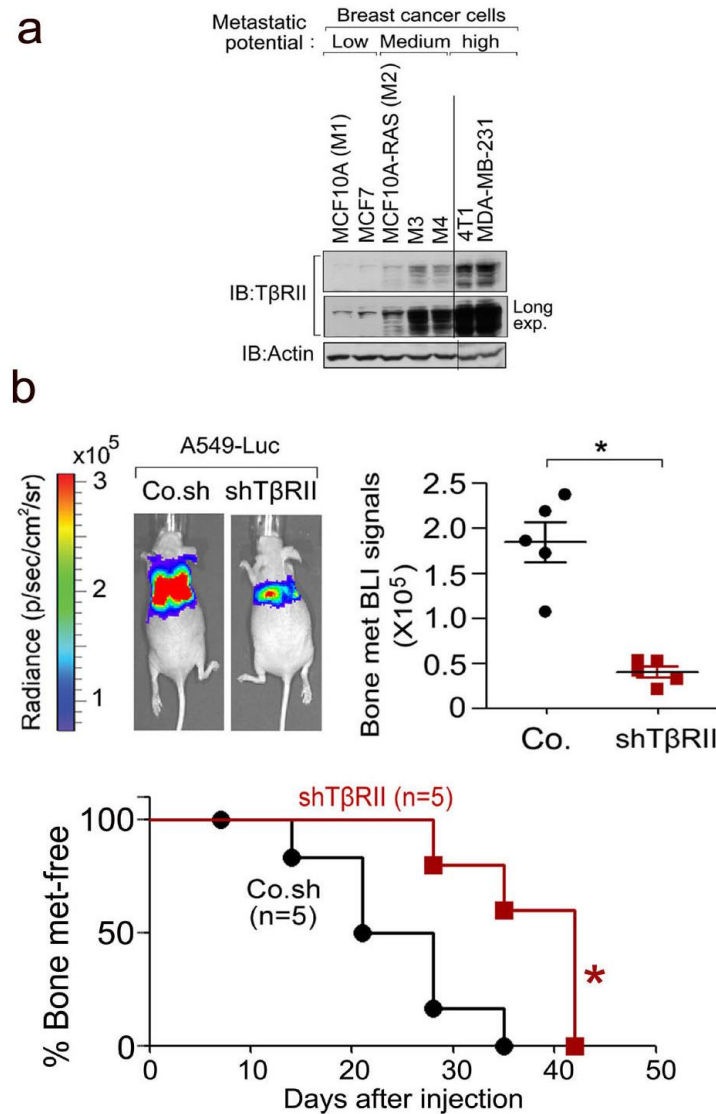 a
Metastatic potential :
Breast cancer cells
Low Medium high
MCF10A (M1)
MCF7
MCF10A-RAS (M2)
M3
M4
4T1
MDA-MB-231
IB:TβRII
Long exp.
IB:Actin
b
A549-Luc
Co.sh shTβRII
x10⁵
3
2
1
Radiance (p/sec/cm²/sr)
*
Bone met BLI signals
(X10⁵)
2.5
2.0
1.5
0.5
0
Co. shTβRII
shTβRII (n=5)
Co.sh
(n=5)
*
% Bone met-free
100
50
0
0 10 20 30 40 50
Days after injection